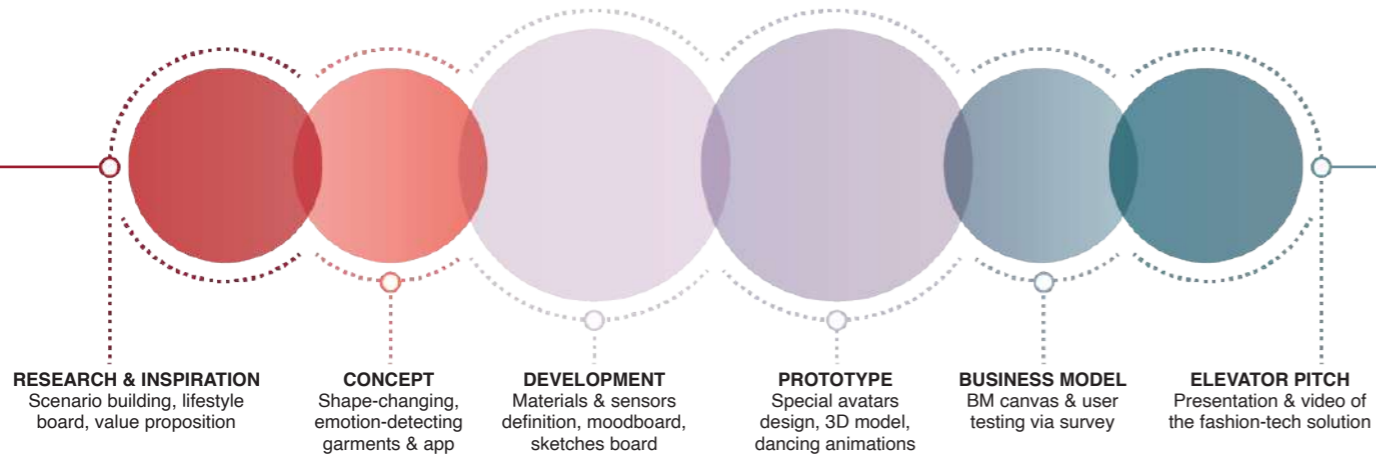 RESEARCH & INSPIRATION
Scenario building, lifestyle
board, value proposition
CONCEPT
Shape-changing,
emotion-detecting
garments & app
DEVELOPMENT
Materials & sensors
definition, moodboard,
sketches board
PROTOTYPE
Special avatars
design, 3D model,
dancing animations
BUSINESS MODEL
BM canvas & user
testing via survey
ELEVATOR PITCH
Presentation & video of
the fashion-tech solution